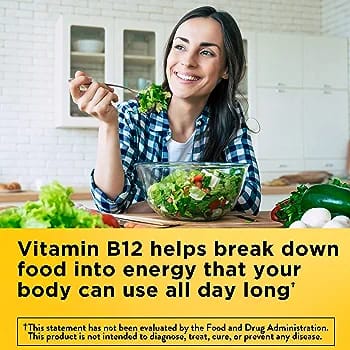 Vitamin B12 helps break down
food into energy that your
body can use all day long†
†This statement has not been evaluated by the Food and Drug Administration.
This product is not intended to diagnose, treat, cure, or prevent any disease.